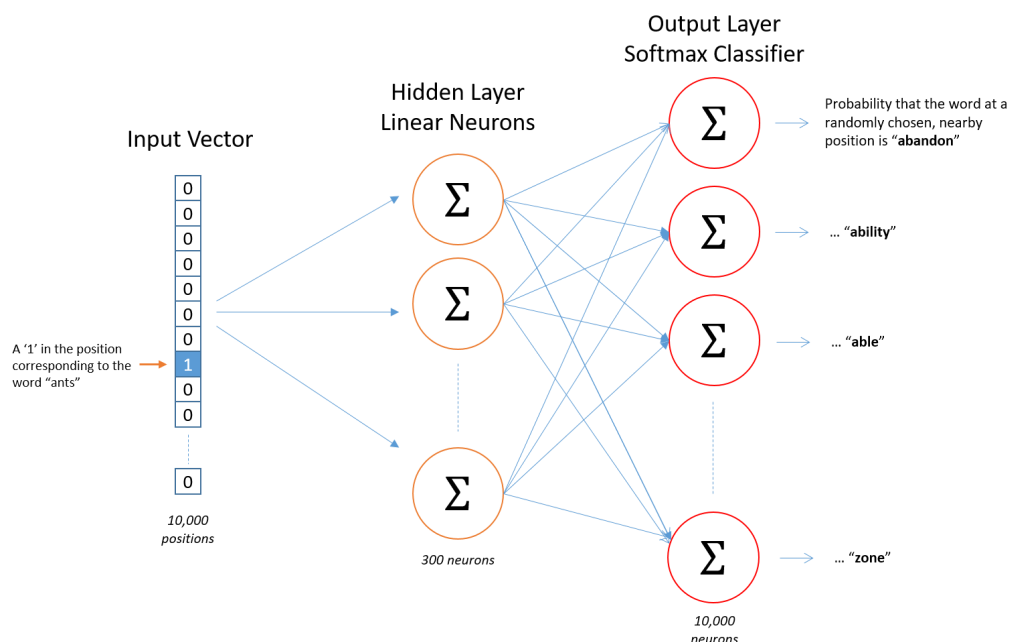 Output Layer
Softmax Classifier
Hidden Layer
Linear Neurons
Input Vector
0
0
0
0
0
0
0
1
0
0
0
A ‘1’ in the position
corresponding to the
word “ants”
10,000
positions
Σ
Σ
Σ
300 neurons
Σ
Σ
Σ
Σ
10,000
neurons
Probability that the word at a
randomly chosen, nearby
position is “abandon”
... “ability”
... “able”
... “zone”